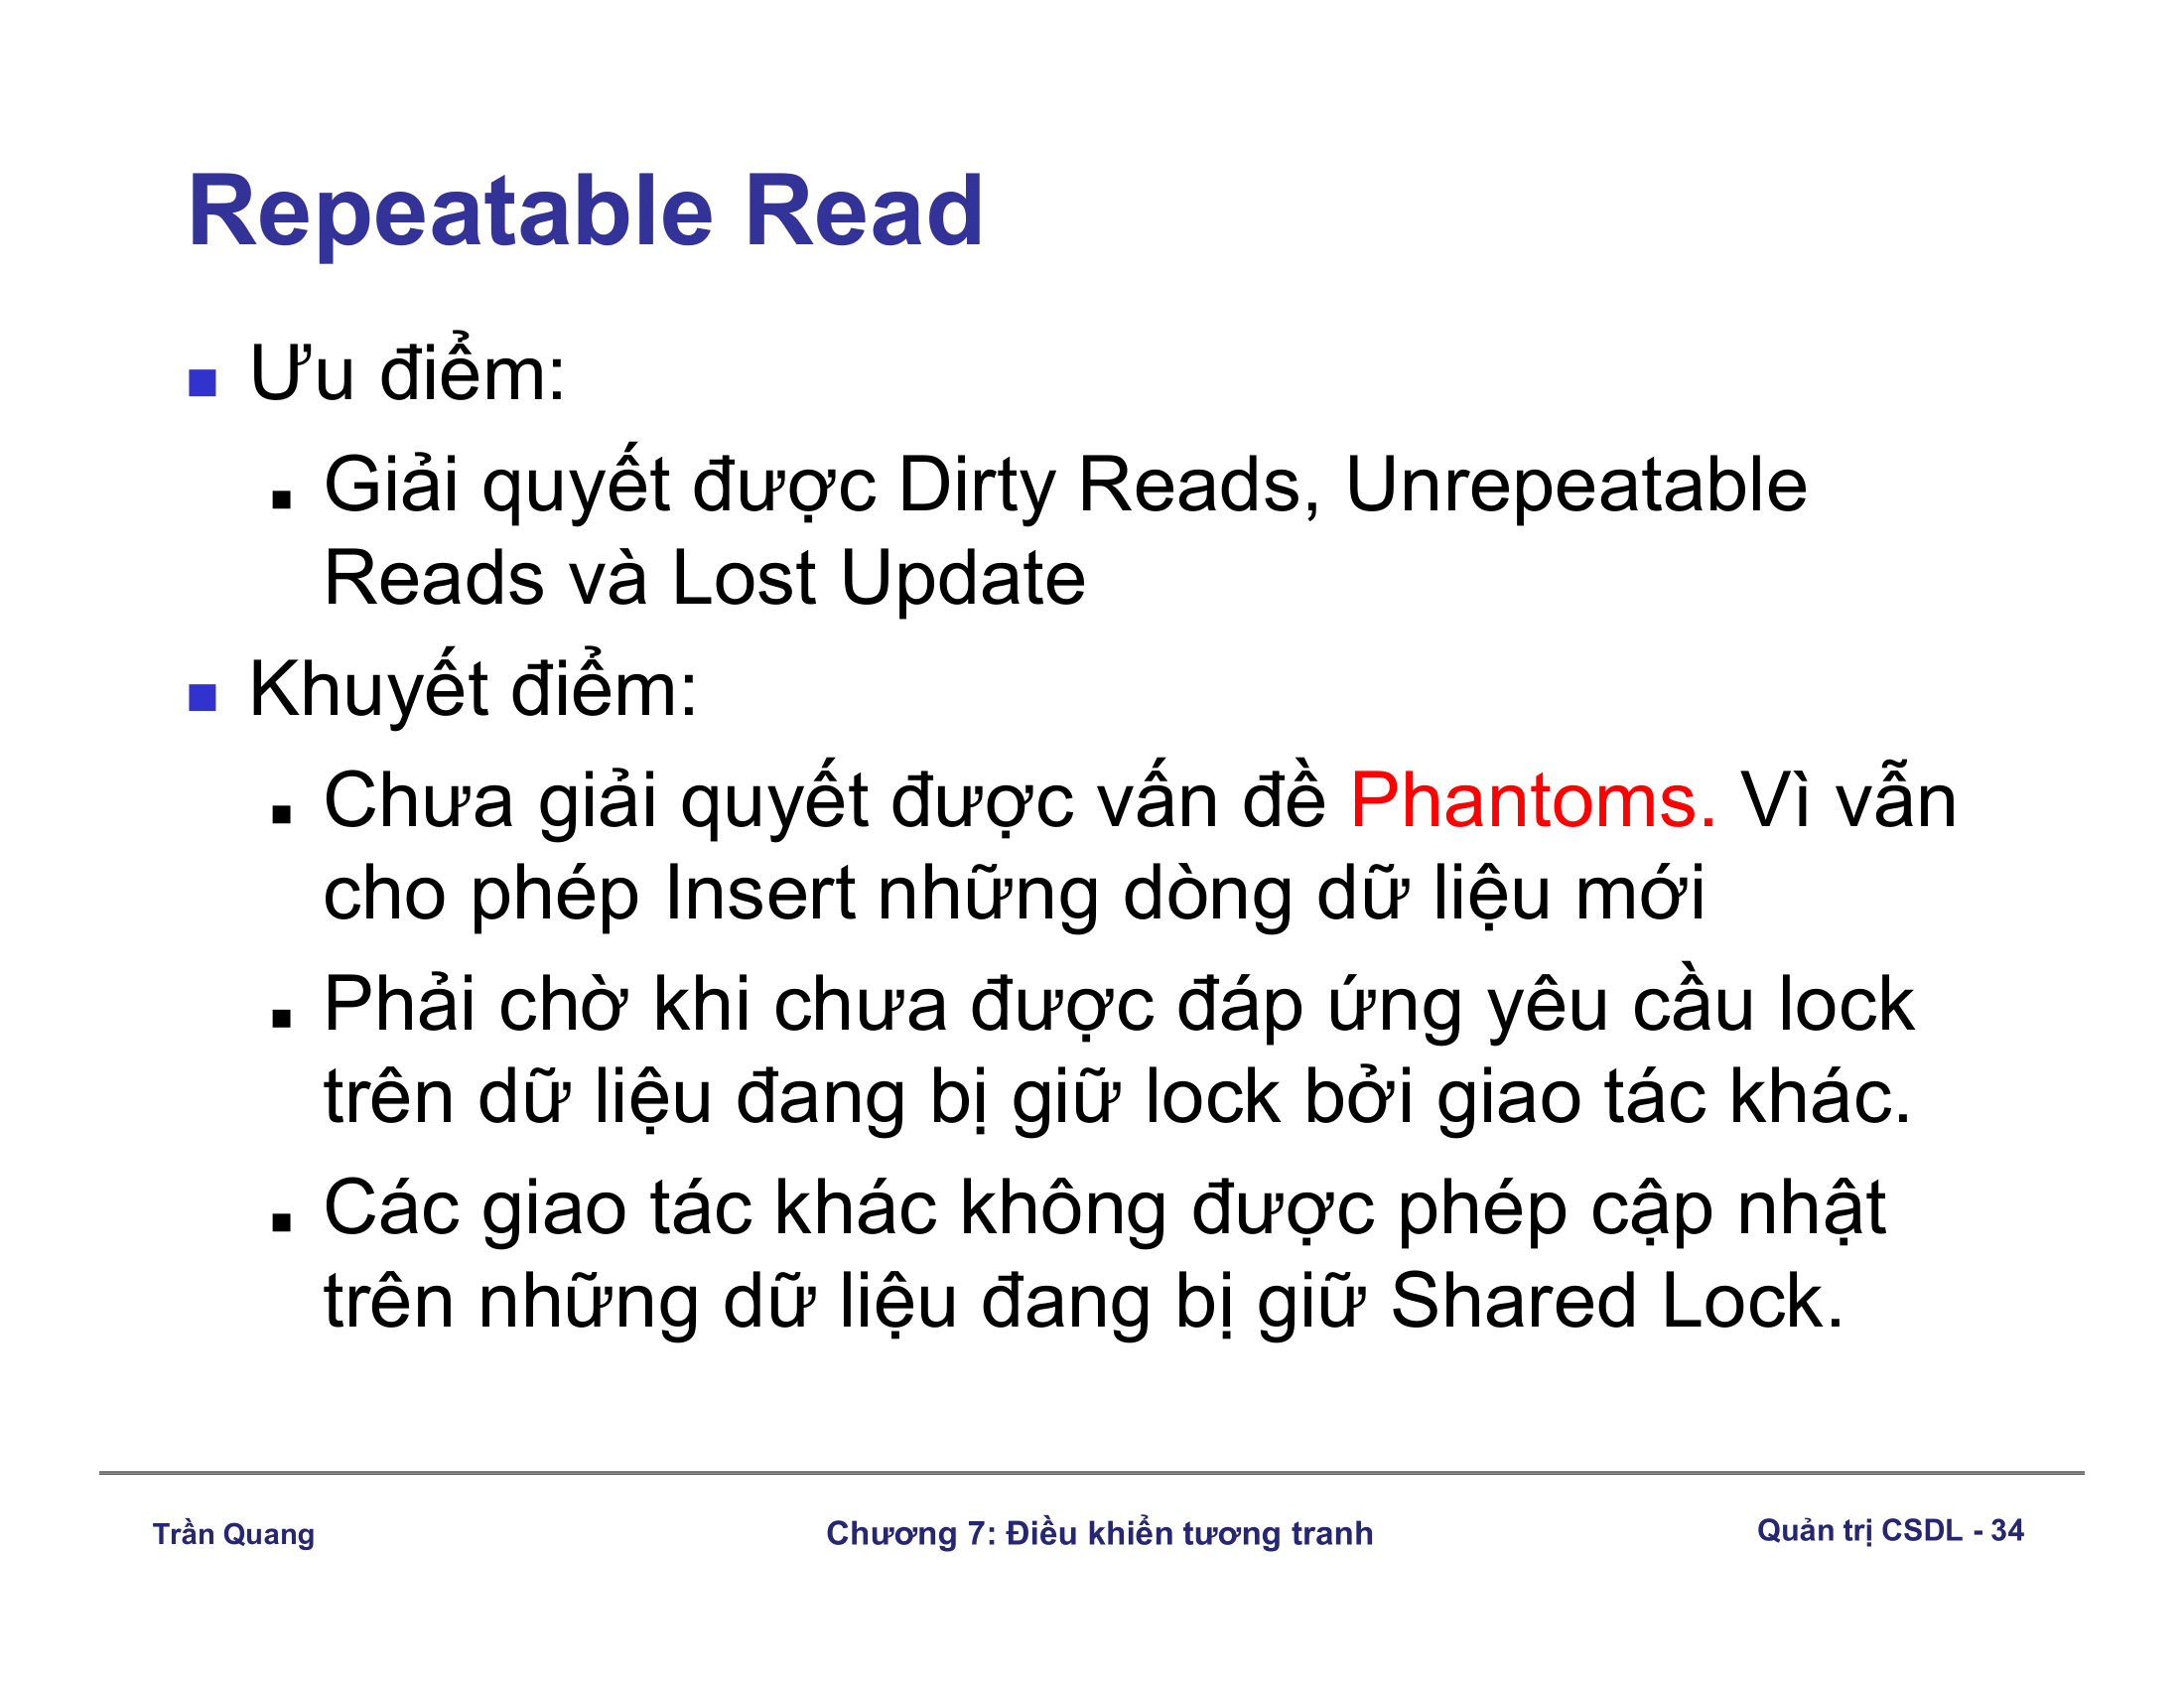 Repeatable Read
Ưu điểm:
Giải quyết được Dirty Reads, Unrepeatable
Reads và Lost Update
Khuyết điểm:
Chưa giải quyết được vấn đề Phantoms. Vì vẫn
cho phép Insert những dòng dữ liệu mới
Phải chờ khi chưa được đáp ứng yêu cầu lock
trên dữ liệu đang bị giử lock bởi giao tác khác.
Các giao tác khác không được phép cập nhật
trên những dữ liệu đang bị giữ Shared Lock.
Trần Quang
Chương 7: Điều khiển tương tranh
Quản trị CSDL - 34